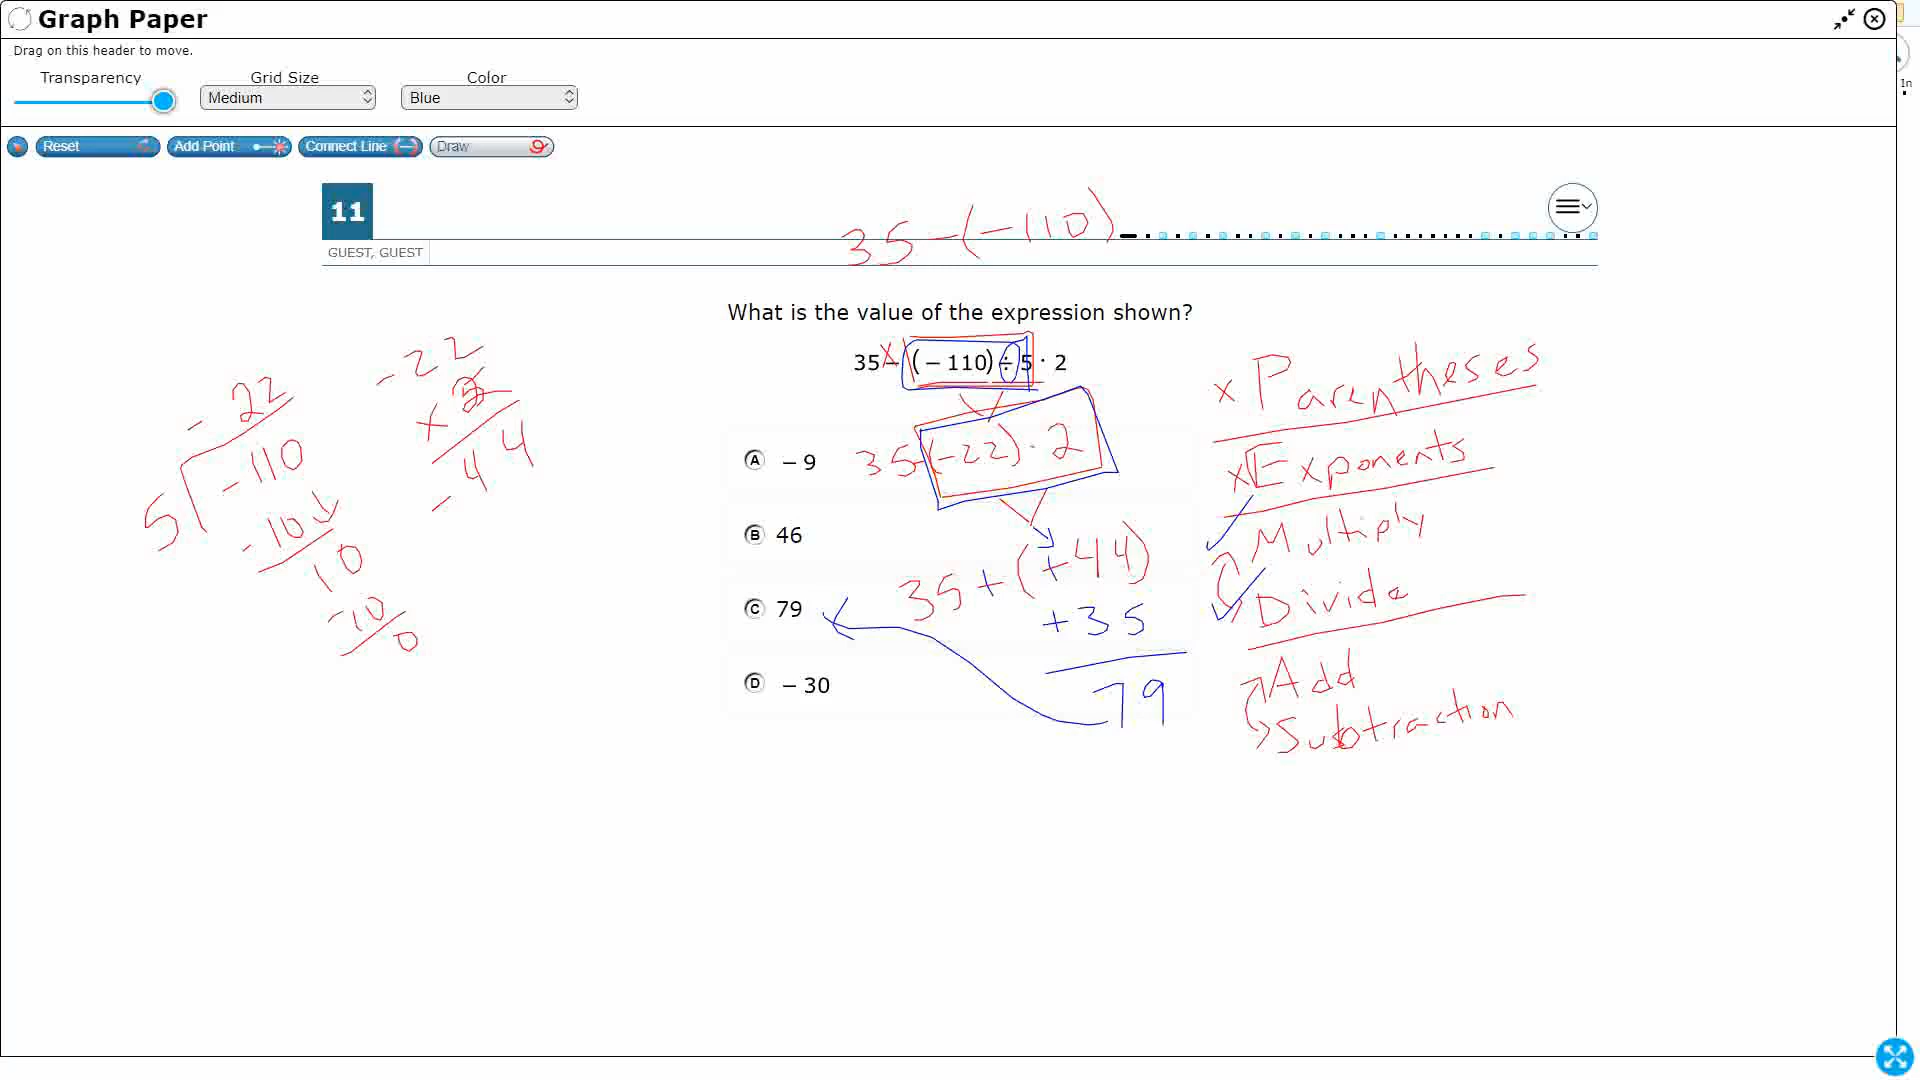 Graph Paper
Drag on this header to move.
Transparency Grid Size Color
Medium Blue
Reset Add Point Connect Line Draw
11
35-(-110)
GUEST, GUEST
What is the value of the expression shown?
35 - (-110) ÷ 5 · 2
35-(-22)·2
35+(+44)
+35
79
A -9
B 46
C 79
D -30
-22
5 -110
-10
10
-10
0
-22
x 2
-44
x Parentheses
x Exponents
Multiply
Divide
Add
Subtraction